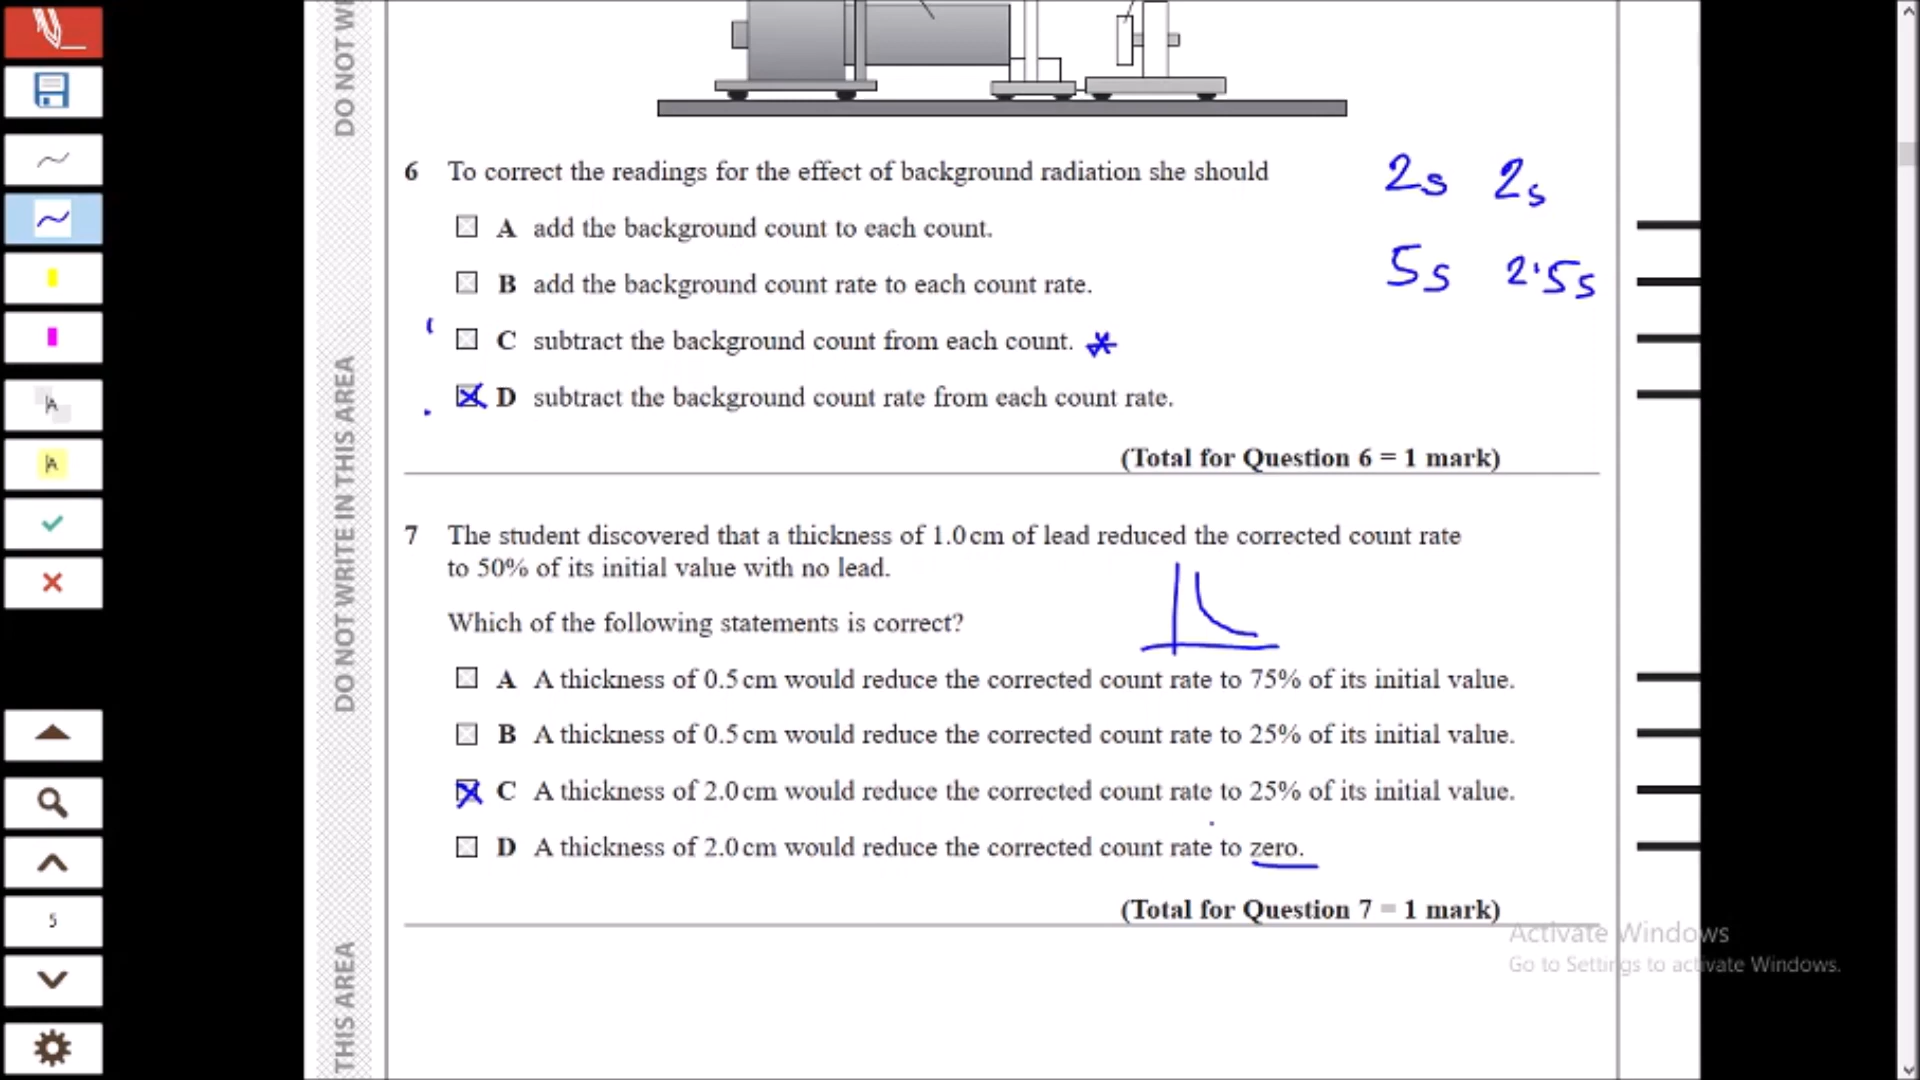 DO NOT W
6 To correct the readings for the effect of background radiation she should
A add the background count to each count.
B add the background count rate to each count rate.
C subtract the background count from each count.
D subtract the background count rate from each count rate.
2s 2s
5s 2.5s
(Total for Question 6 = 1 mark)
DO NOT WRITE IN THIS AREA
7 The student discovered that a thickness of 1.0 cm of lead reduced the corrected count rate
to 50% of its initial value with no lead.
Which of the following statements is correct?
A A thickness of 0.5 cm would reduce the corrected count rate to 75% of its initial value.
B A thickness of 0.5 cm would reduce the corrected count rate to 25% of its initial value.
C A thickness of 2.0 cm would reduce the corrected count rate to 25% of its initial value.
D A thickness of 2.0 cm would reduce the corrected count rate to zero.
(Total for Question 7 = 1 mark)
THIS AREA
5
Activate Windows
Go to Settings to activate Windows.